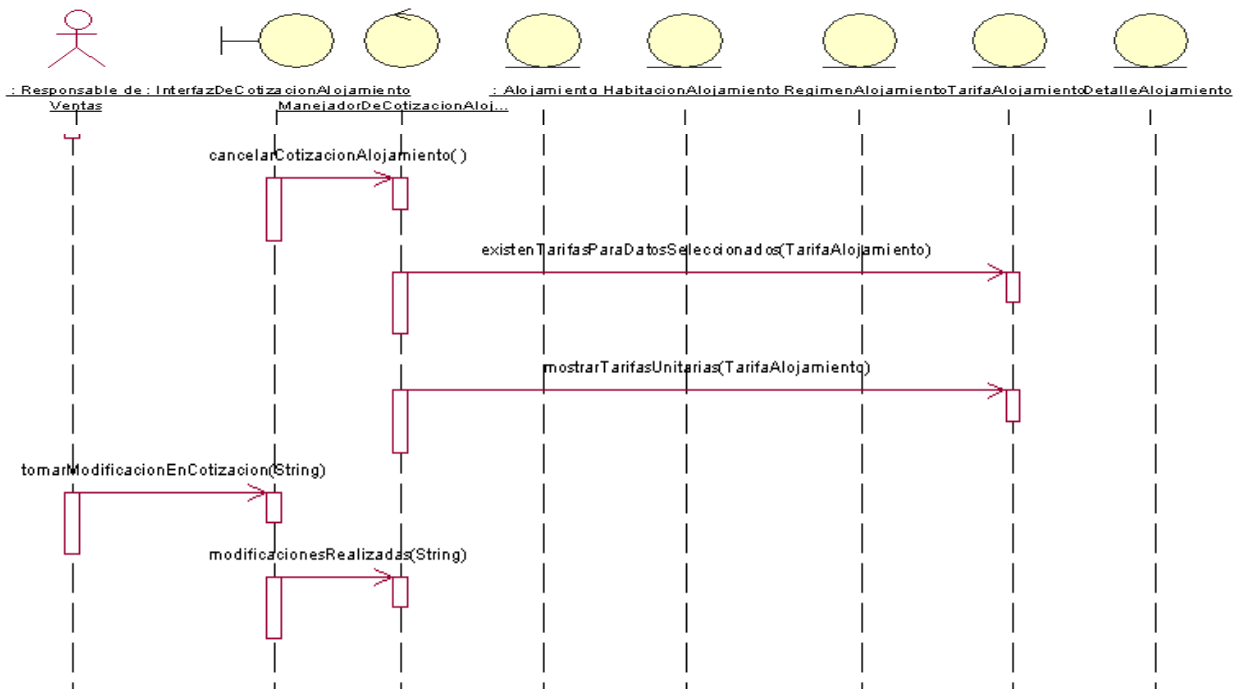 : Responsable de : InterfazDeCotizacionAlojamiento : Alojamiento HabitacionAlojamiento RegimenAlojamiento TarifaAlojamiento DetalleAlojamiento
Ventas ManejadorDeCotizacionAloj...
cancelarCotizacionAlojamiento( )
existenTarifasParaDatosSeleccionados(TarifaAlojamiento)
mostrarTarifasUnitarias(TarifaAlojamiento)
tomarModificacionEnCotizacion(String)
modificacionesRealizadas(String)